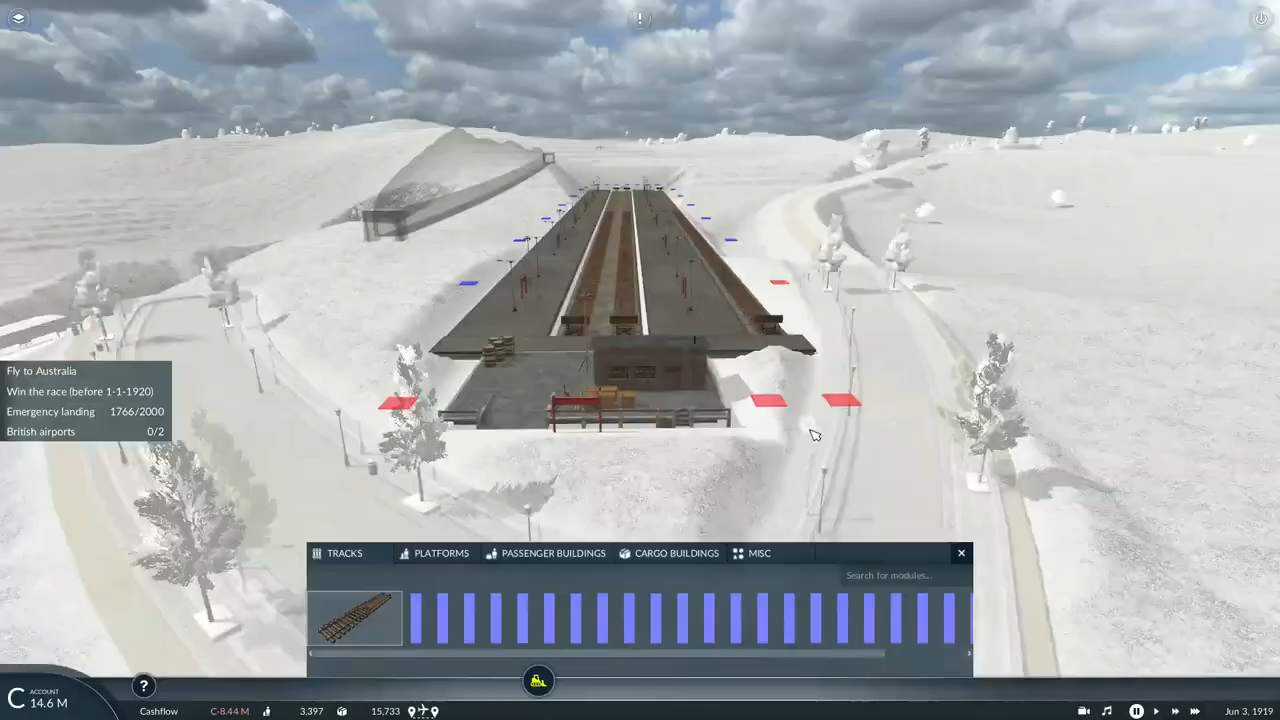 Fly to Australia
Win the race (before 1-1-1920)
Emergency landing 1766/2000
British airports 0/2
TRACKS
PLATFORMS
PASSENGER BUILDINGS
CARGO BUILDINGS
MISC
Search for modules...
ACCOUNT
C 14.6 M
?
Cashflow C-8.44 M 3,397 15,733
Jun 3, 1919